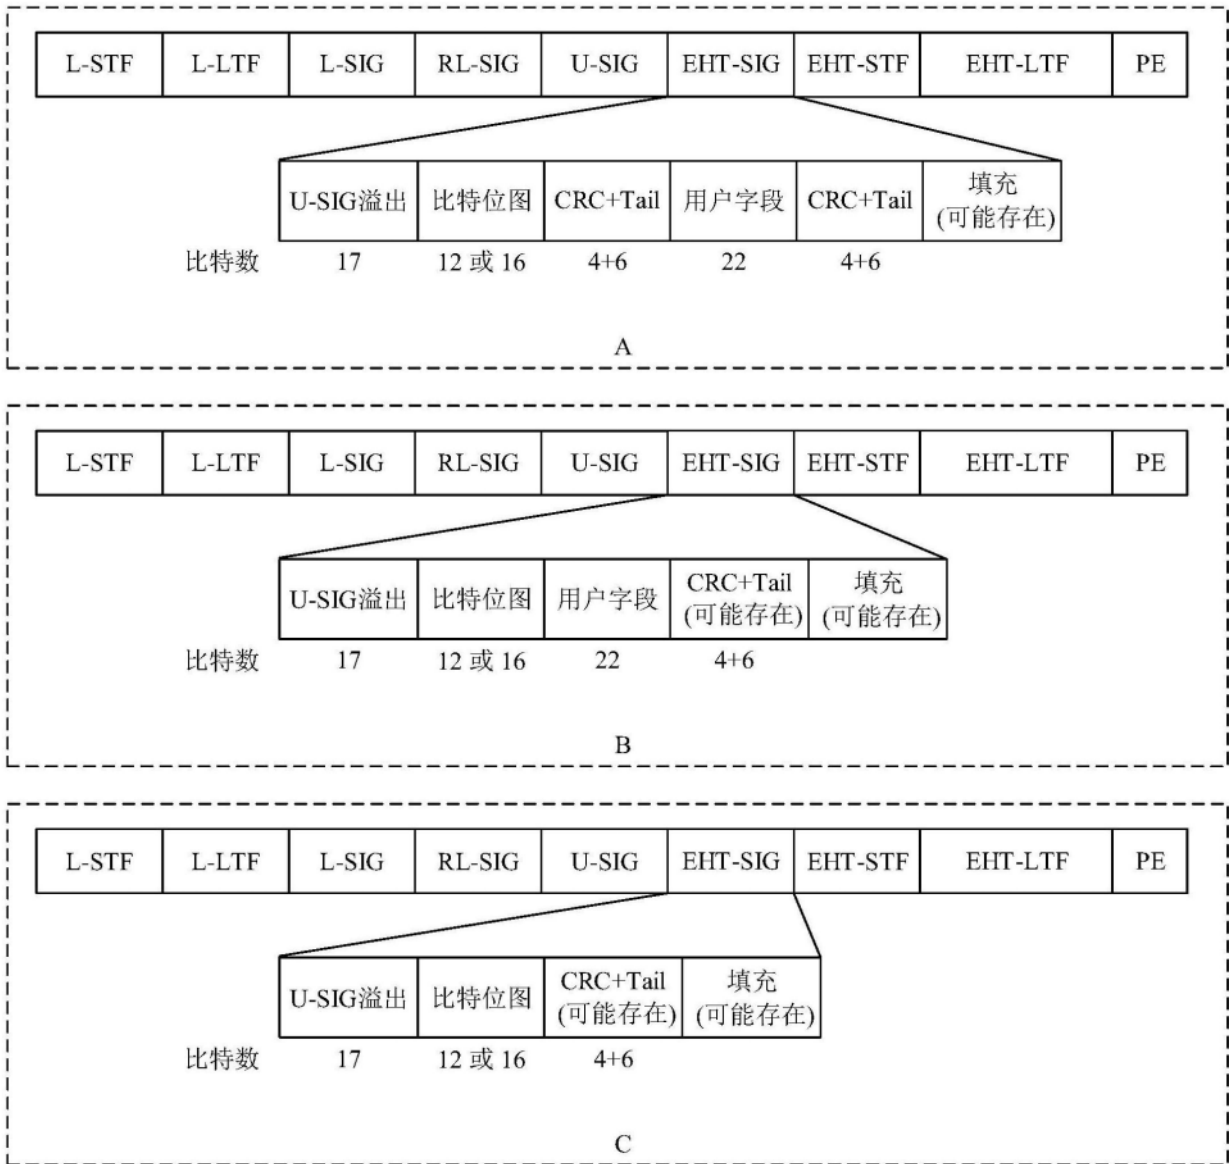 L-STF L-LTF L-SIG RL-SIG U-SIG EHT-SIG EHT-STF EHT-LTF PE
U-SIG溢出 比特位图 CRC+Tail 用户字段 CRC+Tail 填充
(可能存在)
比特数 17 12 或 16 4+6 22 4+6
A
L-STF L-LTF L-SIG RL-SIG U-SIG EHT-SIG EHT-STF EHT-LTF PE
U-SIG溢出 比特位图 用户字段 CRC+Tail 填充
(可能存在) (可能存在)
比特数 17 12 或 16 22 4+6
B
L-STF L-LTF L-SIG RL-SIG U-SIG EHT-SIG EHT-STF EHT-LTF PE
U-SIG溢出 比特位图 CRC+Tail 填充
(可能存在) (可能存在)
比特数 17 12 或 16 4+6
C